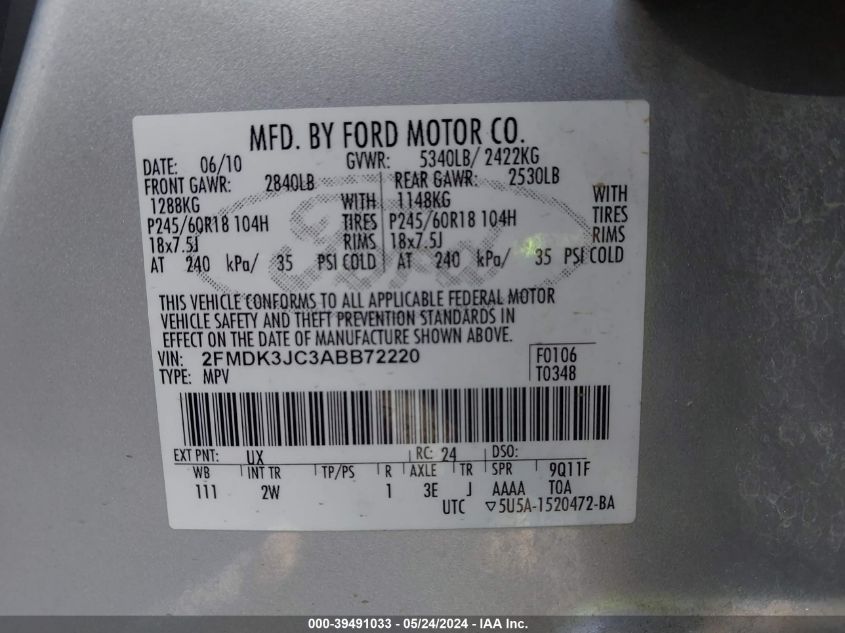 MFD. BY FORD MOTOR CO.
DATE: 06/10 GVWR: 5340LB/ 2422KG
FRONT GAWR: 2840LB REAR GAWR: 2530LB
1288KG WITH 1148KG WITH
P245/60R18 104H TIRES P245/60R18 104H TIRES
18x7.5J RIMS 18x7.5J RIMS
AT 240 kPa/ 35 PSI COLD AT 240 kPa/ 35 PSI COLD
Ford
THIS VEHICLE CONFORMS TO ALL APPLICABLE FEDERAL MOTOR
VEHICLE SAFETY AND THEFT PREVENTION STANDARDS IN
EFFECT ON THE DATE OF MANUFACTURE SHOWN ABOVE.
VIN: 2FMDK3JC3ABB72220 F0106
TYPE: MPV T0348
EXT PNT: UX RC: 24 DSO:
WB INT TR TP/PS R AXLE TR SPR 9Q11F
111 2W 1 3E J AAAA T0A
UTC ▽5U5A-1520472-BA
000-39491033 - 05/24/2024 - IAA Inc.